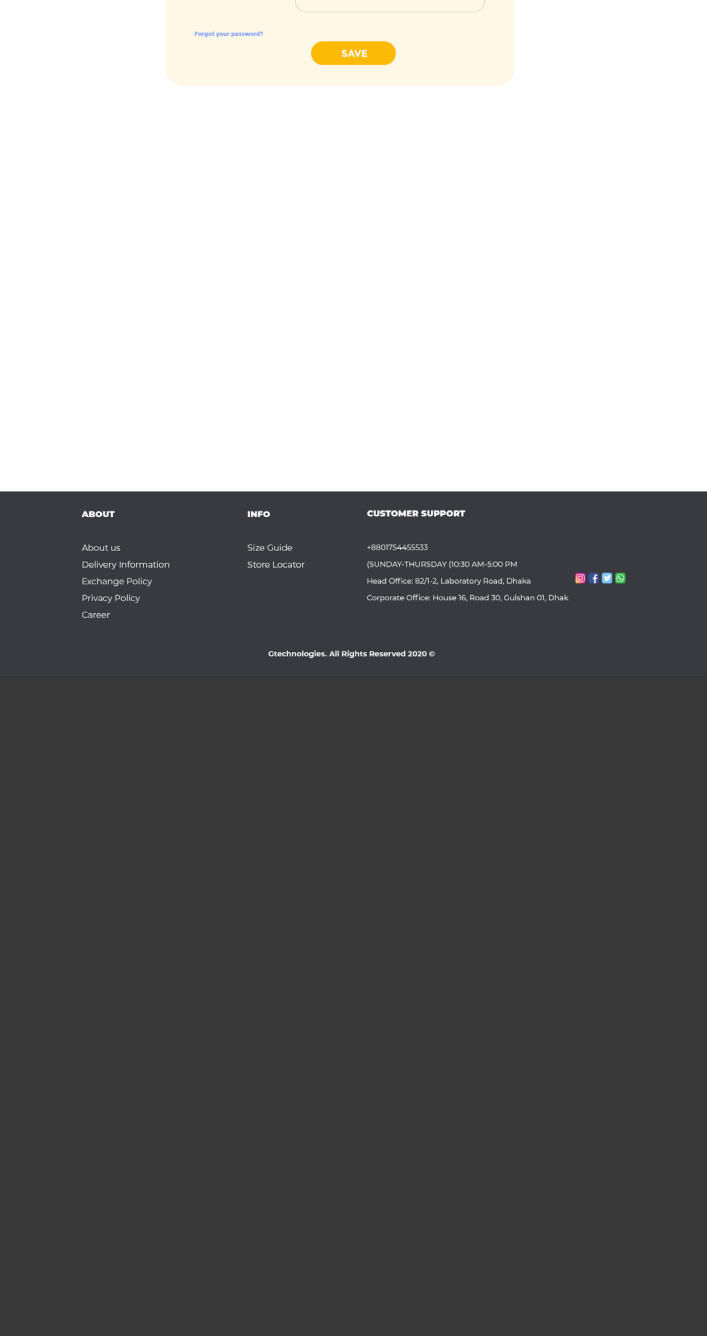 Forgot your password?
SAVE
ABOUT
About us
Delivery Information
Exchange Policy
Privacy Policy
Career
INFO
Size Guide
Store Locator
CUSTOMER SUPPORT
+8801754455533
(SUNDAY-THURSDAY (10:30 AM-5:00 PM
Head Office: 82/1-2, Laboratory Road, Dhaka
Corporate Office: House 16, Road 30, Gulshan 01, Dhak
Gtechnologies. All Rights Reserved 2020 ©